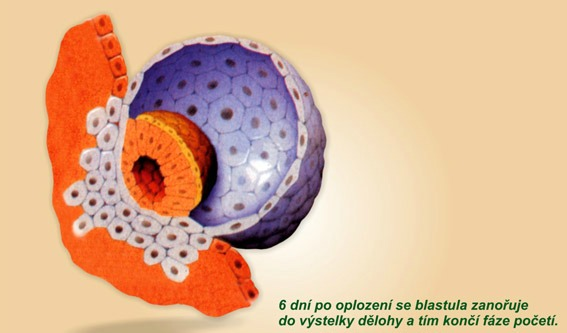 6 dní po oplození se blastula zanořuje
do výstelky dělohy a tím končí fáze početí.